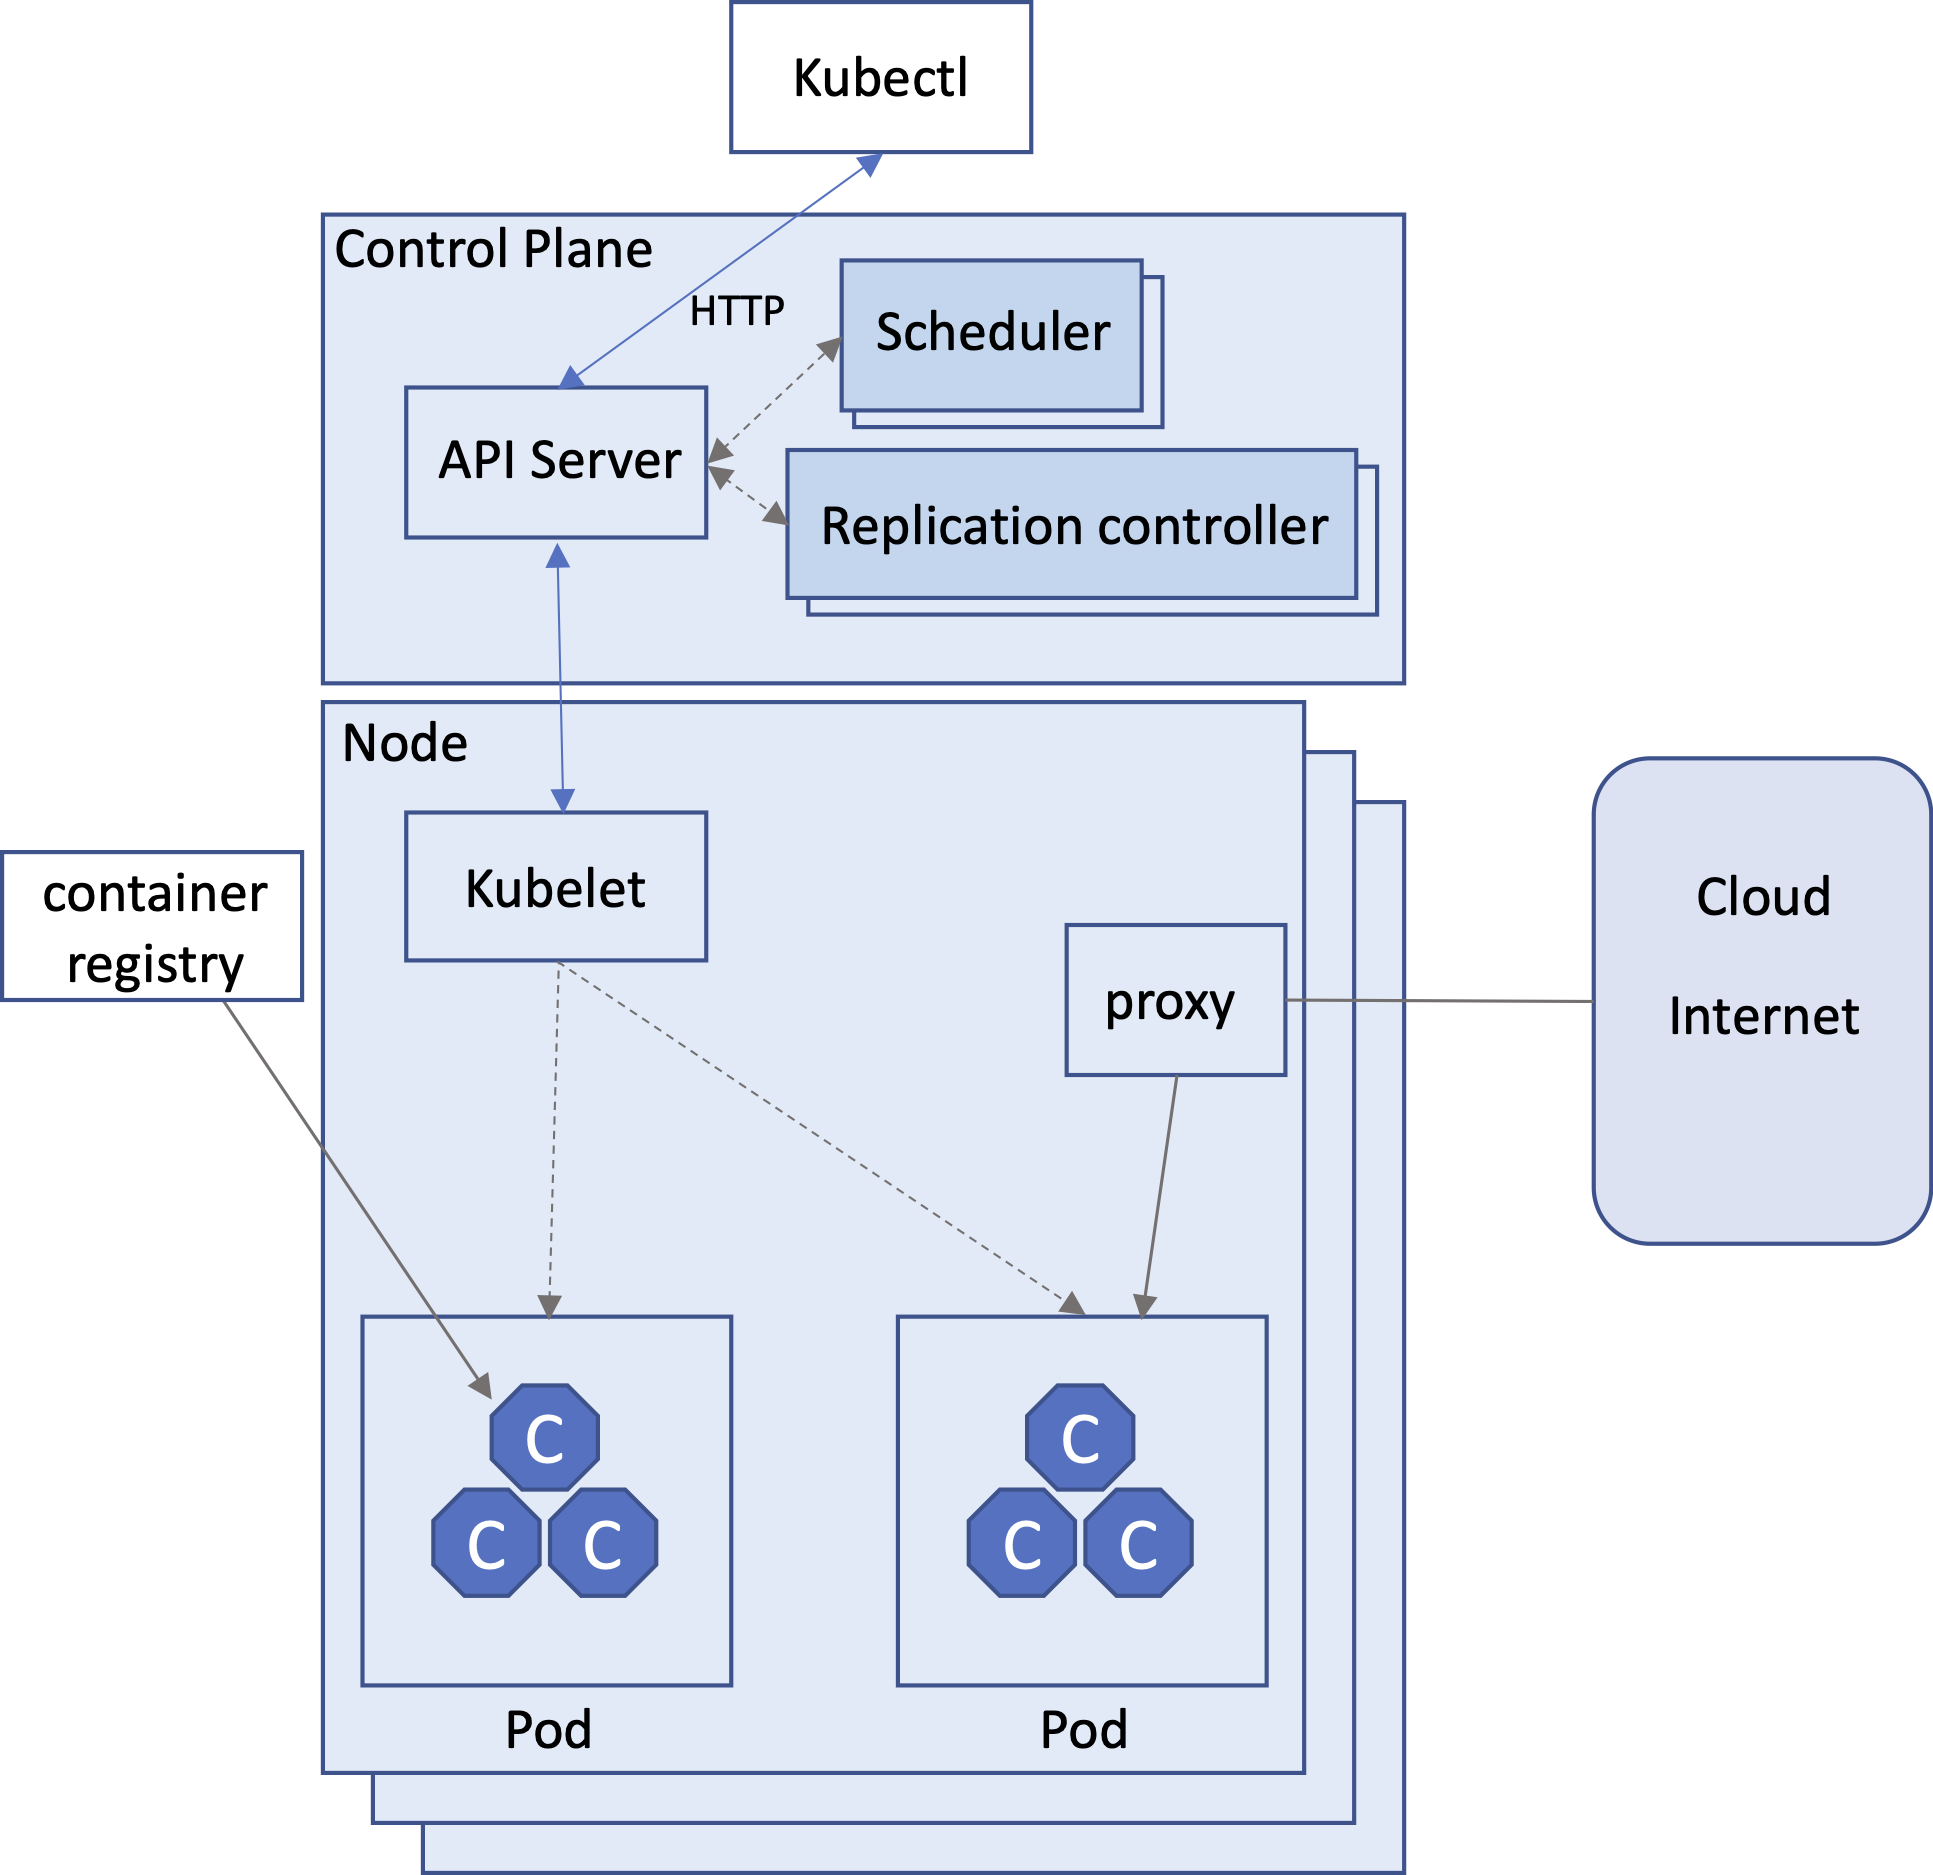 Kubectl
Control Plane
HTTP
Scheduler
API Server
Replication controller
Node
Kubelet
container
registry
proxy
Cloud
Internet
C
C
C C
C C
Pod
Pod